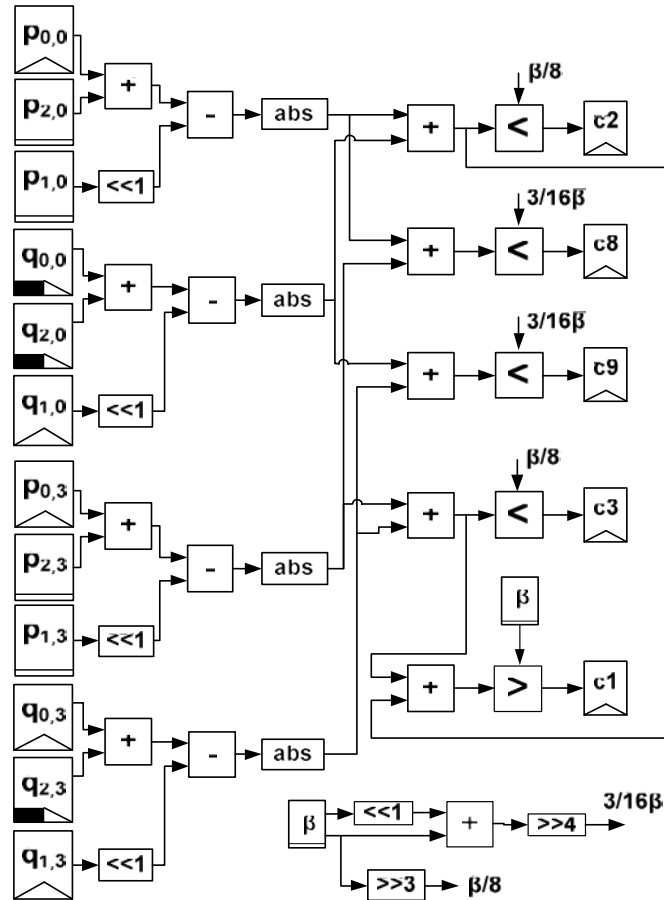 p0,0
+
β/8
p2,0
-
abs
+
<
c2
p1,0
<<1
3/16β
q0,0
+
+
<
c8
q2,0
-
abs
3/16β
q1,0
<<1
+
<
c9
p0,3
β/8
p2,3
+
-
abs
+
<
c3
p1,3
<<1
β
q0,3
+
>
c1
q2,3
+
-
abs
q1,3
<<1
β
<<1
+
>>4
3/16β
>>3
β/8